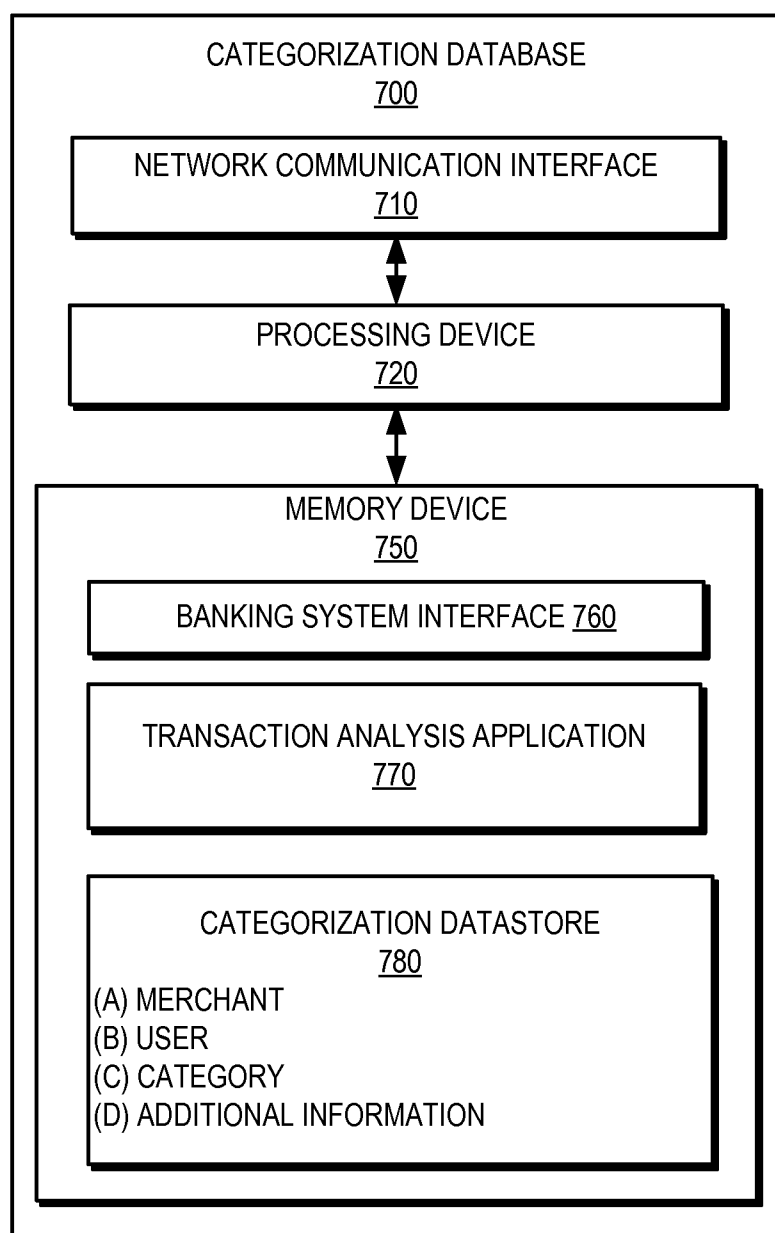 CATEGORIZATION DATABASE
700
NETWORK COMMUNICATION INTERFACE
710
PROCESSING DEVICE
720
MEMORY DEVICE
750
BANKING SYSTEM INTERFACE 760
TRANSACTION ANALYSIS APPLICATION
770
CATEGORIZATION DATASTORE
780
(A) MERCHANT
(B) USER
(C) CATEGORY
(D) ADDITIONAL INFORMATION